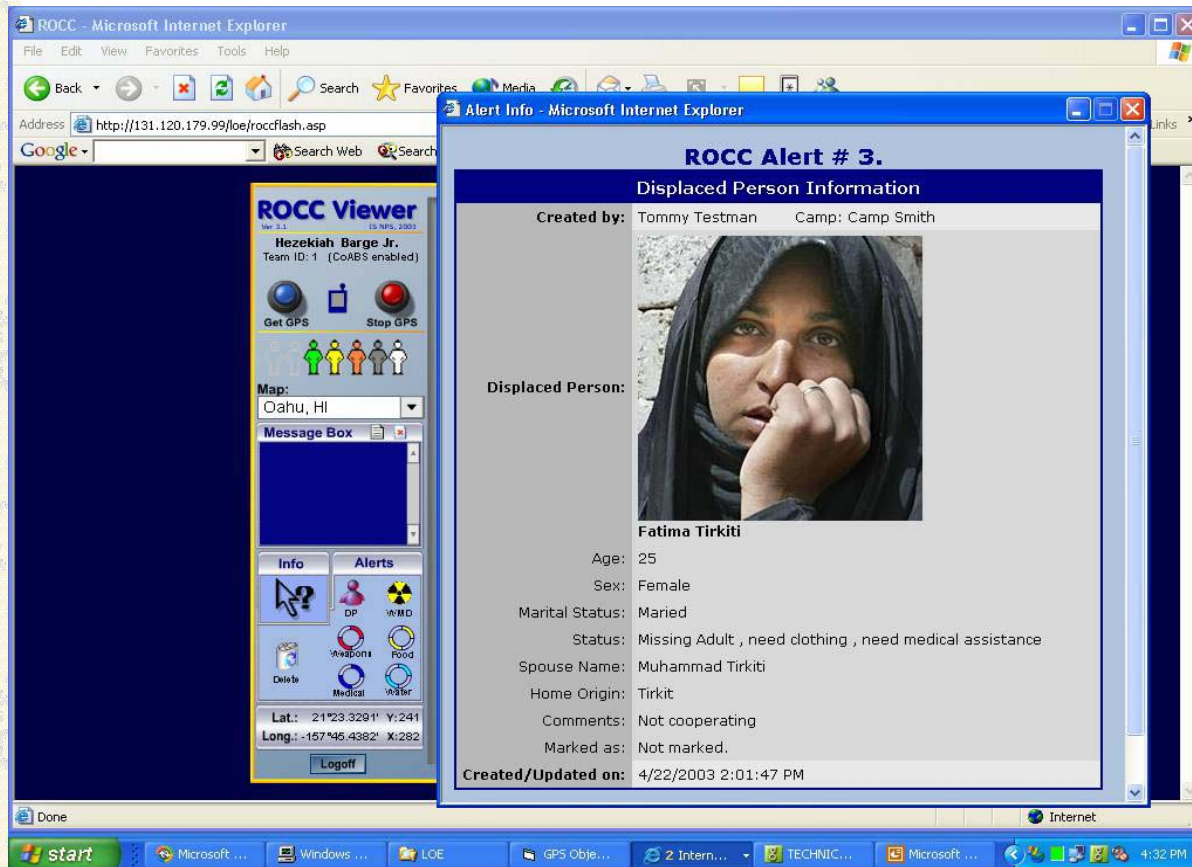 ROCC - Microsoft Internet Explorer
File Edit View Favorites Tools Help
Back Search Favorites Media
Address http://131.120.179.99/loe/roccflash.asp
Links
Google Search Web Search
Alert Info - Microsoft Internet Explorer
ROCC Alert # 3.
Displaced Person Information
Created by: Tommy Testman Camp: Camp Smith
Displaced Person:
Fatima Tirkiti
Age: 25
Sex: Female
Marital Status: Maried
Status: Missing Adult , need clothing , need medical assistance
Spouse Name: Muhammad Tirkiti
Home Origin: Tirkit
Comments: Not cooperating
Marked as: Not marked.
Created/Updated on: 4/22/2003 2:01:47 PM
ROCC Viewer
Ver 3.1 IS NPS, 2003
Hezekiah Barge Jr.
Team ID: 1 (CoABS enabled)
Get GPS Stop GPS
Map:
Oahu, HI
Message Box
Info Alerts
DP WMD
Weapons Food
Delete
Medical Water
Lat.: 21°23.3291' Y:241
Long.: -157°45.4382' X:282
Logoff
Done Internet
start Microsoft ... Windows ... LOE GPS Obje... 2 Intern... TECHNIC... Microsoft ... 4:32 PM